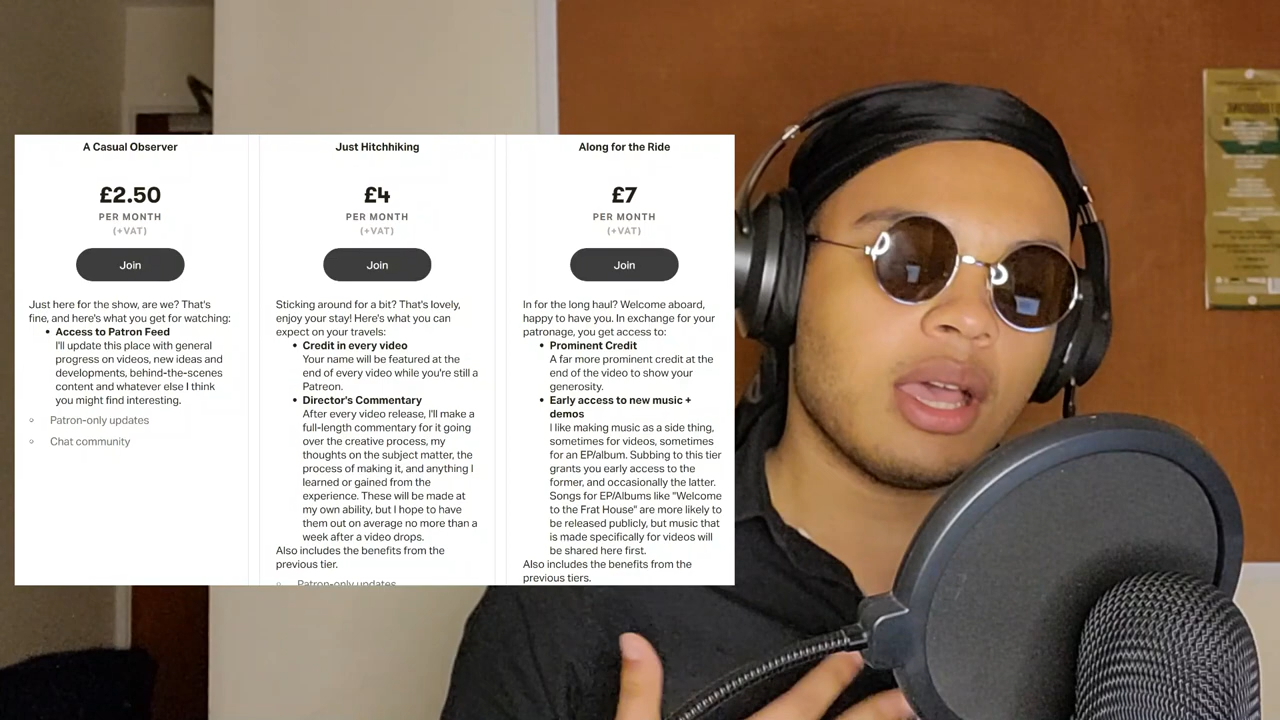 A Casual Observer
£2.50
PER MONTH
(+VAT)
Join
Just here for the show, are we? That's
fine, and here's what you get for watching:
• Access to Patron Feed
I'll update this place with general
progress on videos, new ideas and
developments, behind-the-scenes
content and whatever else I think
you might find interesting.
Patron-only updates
Chat community
Just Hitchhiking
£4
PER MONTH
(+VAT)
Join
Sticking around for a bit? That's lovely,
enjoy your stay! Here's what you can
expect on your travels:
• Credit in every video
Your name will be featured at the
end of every video while you're still a
Patreon.
• Director's Commentary
After every video release, I'll make a
full-length commentary for it going
over the creative process, my
thoughts on the subject matter, the
process of making it, and anything I
learned or gained from the
experience. These will be made at
my own ability, but I hope to have
them out on average no more than a
week after a video drops.
Also includes the benefits from the
previous tier.
Patron-only updates
Along for the Ride
£7
PER MONTH
(+VAT)
Join
In for the long haul? Welcome aboard,
happy to have you. In exchange for your
patronage, you get access to:
• Prominent Credit
A far more prominent credit at the
end of the video to show your
generosity.
• Early access to new music +
demos
I like making music as a side thing,
sometimes for videos, sometimes
for an EP/album. Subbing to this tier
grants you early access to the
former, and occasionally the latter.
Songs for EP/Albums like "Welcome
to the Frat House" are more likely to
be released publicly, but music that
is made specifically for videos will
be shared here first.
Also includes the benefits from the
previous tiers.